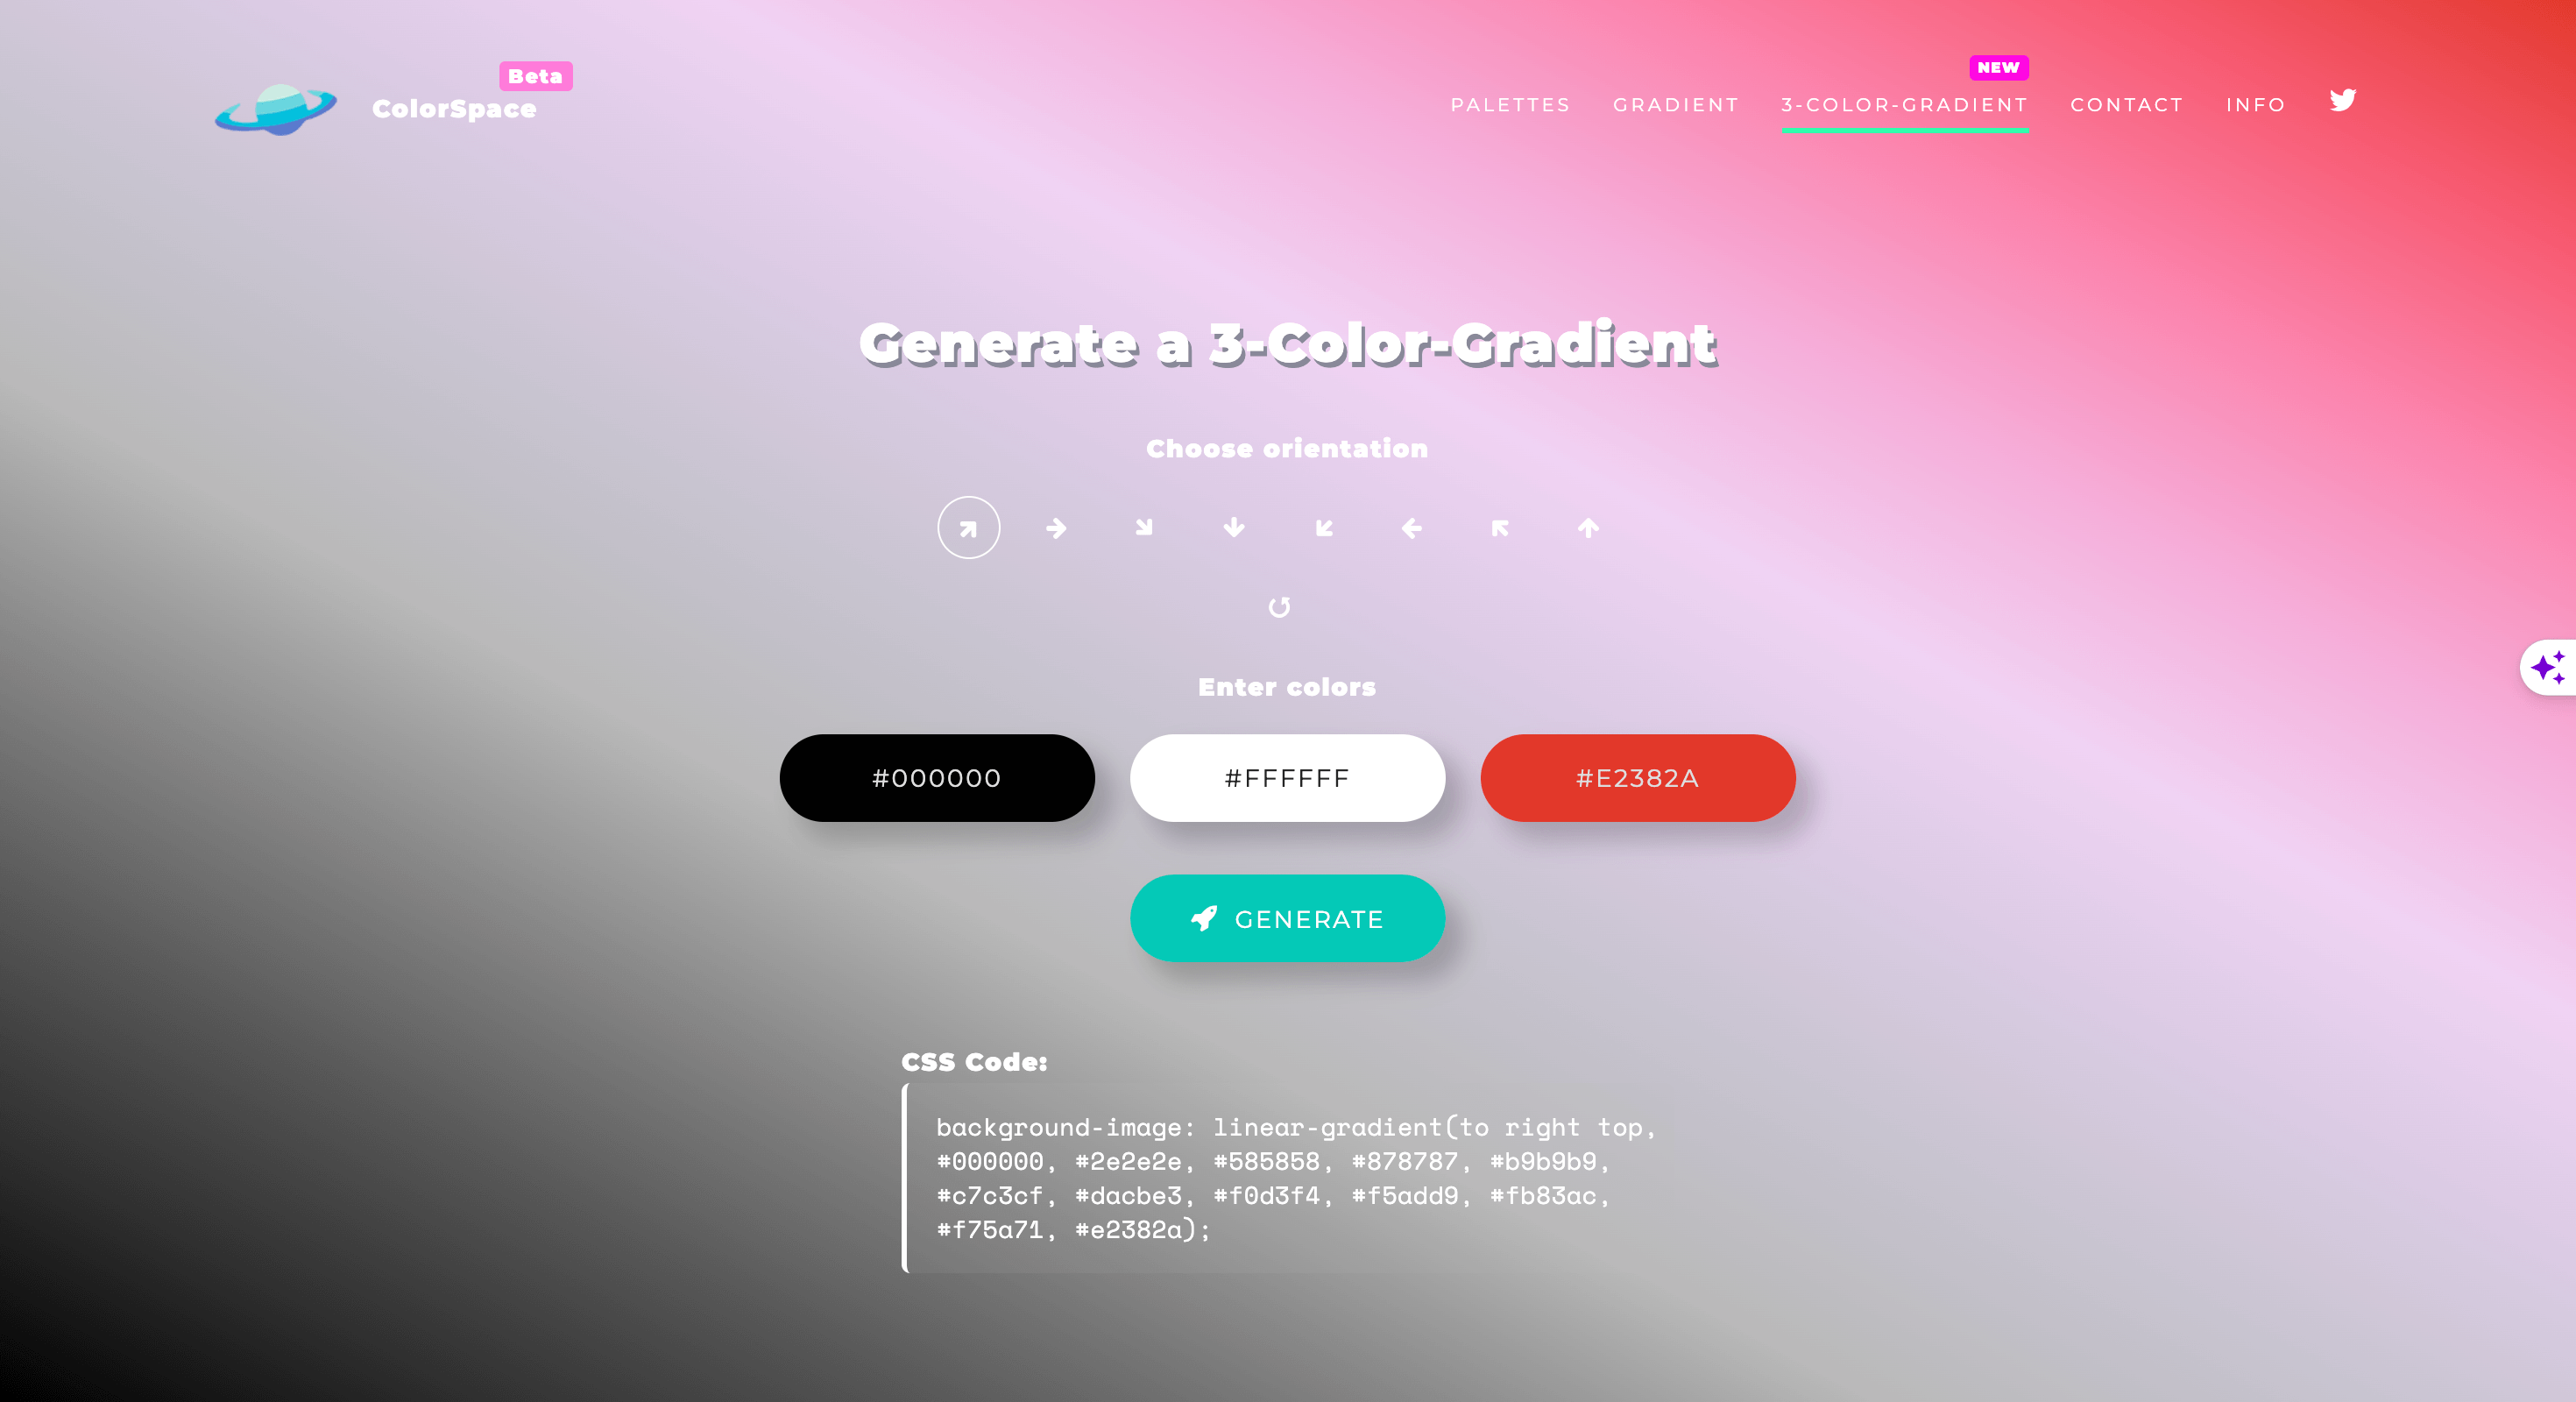 Beta
ColorSpace
NEW
PALETTES GRADIENT 3-COLOR-GRADIENT CONTACT INFO
Generate a 3-Color-Gradient
Choose orientation
Enter colors
#000000 #FFFFFF #E2382A
GENERATE
CSS Code:
background-image: linear-gradient(to right top,
#000000, #2e2e2e, #585858, #878787, #b9b9b9,
#c7c3cf, #dacbe3, #f0d3f4, #f5add9, #fb83ac,
#f75a71, #e2382a);